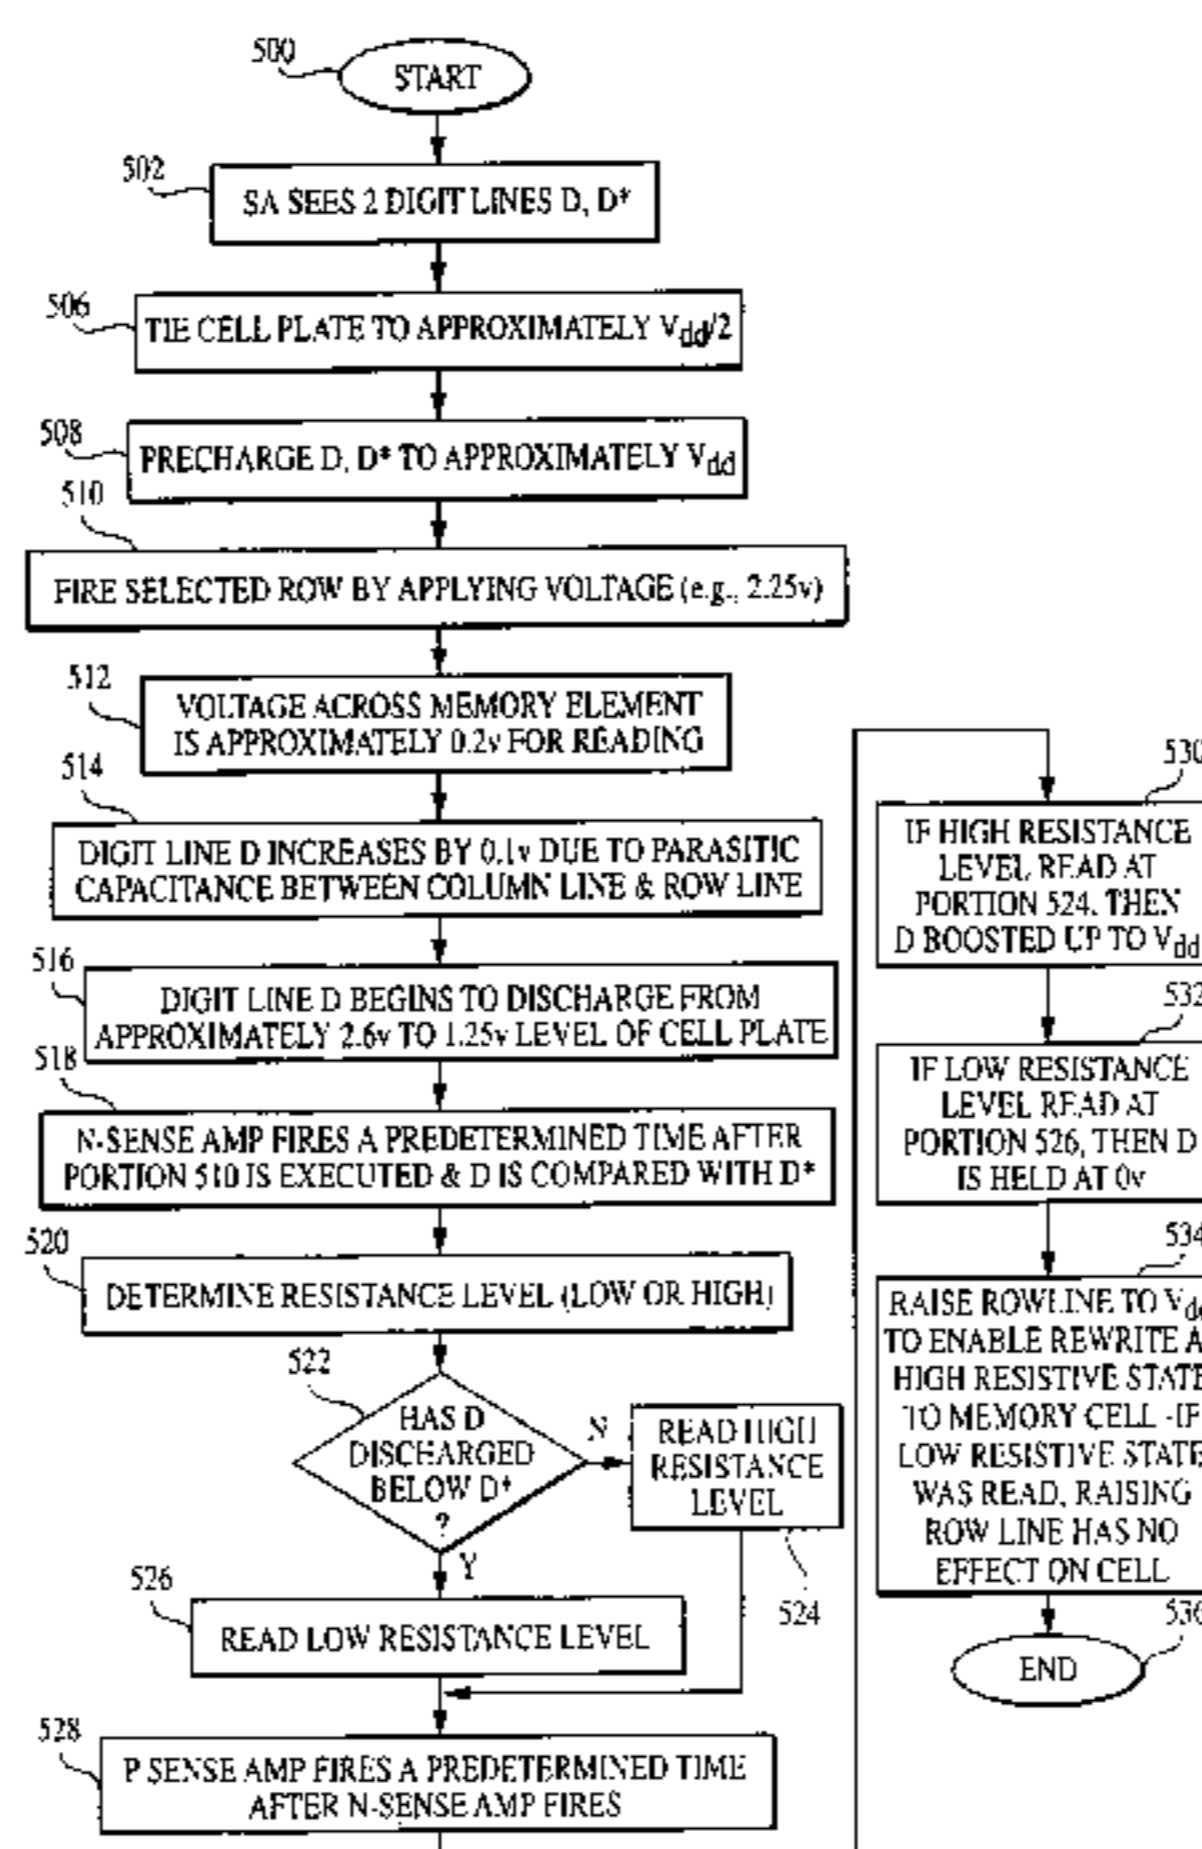 500
START
502
SA SEES 2 DIGIT LINES D, D*
506
TIE CELL PLATE TO APPROXIMATELY Vdd/2
508
PRECHARGE D, D* TO APPROXIMATELY Vdd
510
FIRE SELECTED ROW BY APPLYING VOLTAGE (e.g., 2.25v)
512
VOLTAGE ACROSS MEMORY ELEMENT
IS APPROXIMATELY 0.2v FOR READING
514
DIGIT LINE D INCREASES BY 0.1v DUE TO PARASITIC
CAPACITANCE BETWEEN COLUMN LINE & ROW LINE
516
DIGIT LINE D BEGINS TO DISCHARGE FROM
APPROXIMATELY 2.6v TO 1.25v LEVEL OF CELL PLATE
518
N-SENSE AMP FIRES A PREDETERMINED TIME AFTER
PORTION 510 IS EXECUTED & D IS COMPARED WITH D*
520
DETERMINE RESISTANCE LEVEL (LOW OR HIGH)
522
HAS D
DISCHARGED
BELOW D*
?
N
READ HIGH
RESISTANCE
LEVEL
524
Y
526
READ LOW RESISTANCE LEVEL
528
P SENSE AMP FIRES A PREDETERMINED TIME
AFTER N-SENSE AMP FIRES
530
IF HIGH RESISTANCE
LEVEL READ AT
PORTION 524, THEN
D BOOSTED UP TO Vdd
532
IF LOW RESISTANCE
LEVEL READ AT
PORTION 526, THEN D
IS HELD AT 0v
534
RAISE ROWLINE TO Vdd
TO ENABLE REWRITE A
HIGH RESISTIVE STATE
TO MEMORY CELL -IF
LOW RESISTIVE STATE
WAS READ, RAISING
ROW LINE HAS NO
EFFECT ON CELL
536
END